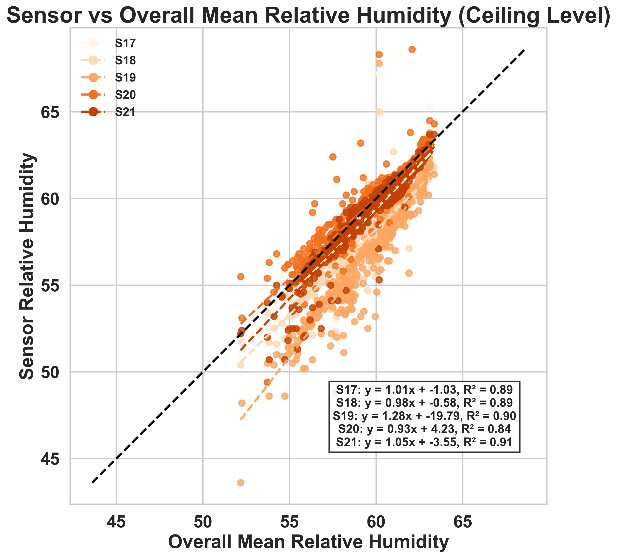 Sensor vs Overall Mean Relative Humidity (Ceiling Level)
S17
S18
S19
S20
S21
65
60
55
50
45
Sensor Relative Humidity
S17: y = 1.01x + -1.03, R² = 0.89
S18: y = 0.98x + -0.58, R² = 0.89
S19: y = 1.28x + -19.79, R² = 0.90
S20: y = 0.93x + 4.23, R² = 0.84
S21: y = 1.05x + -3.55, R² = 0.91
45 50 55 60 65
Overall Mean Relative Humidity